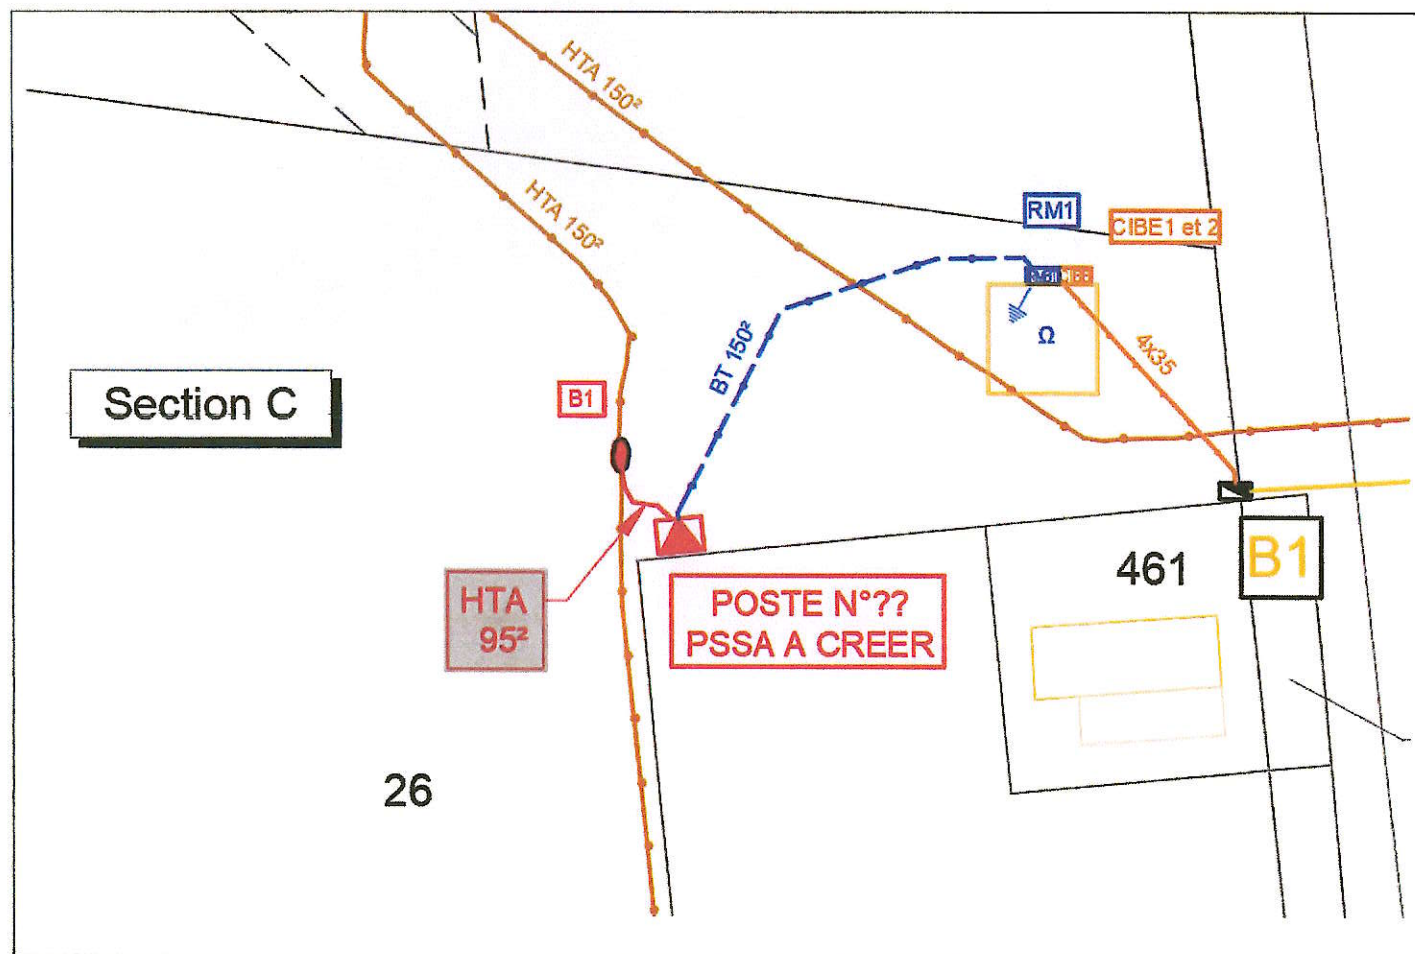 HTA 150²
HTA 150²
RM1
CIBE1 et 2
BT 150²
Ω
4x35
Section C
B1
HTA
95²
POSTE N°??
PSSA A CREER
461
B1
26